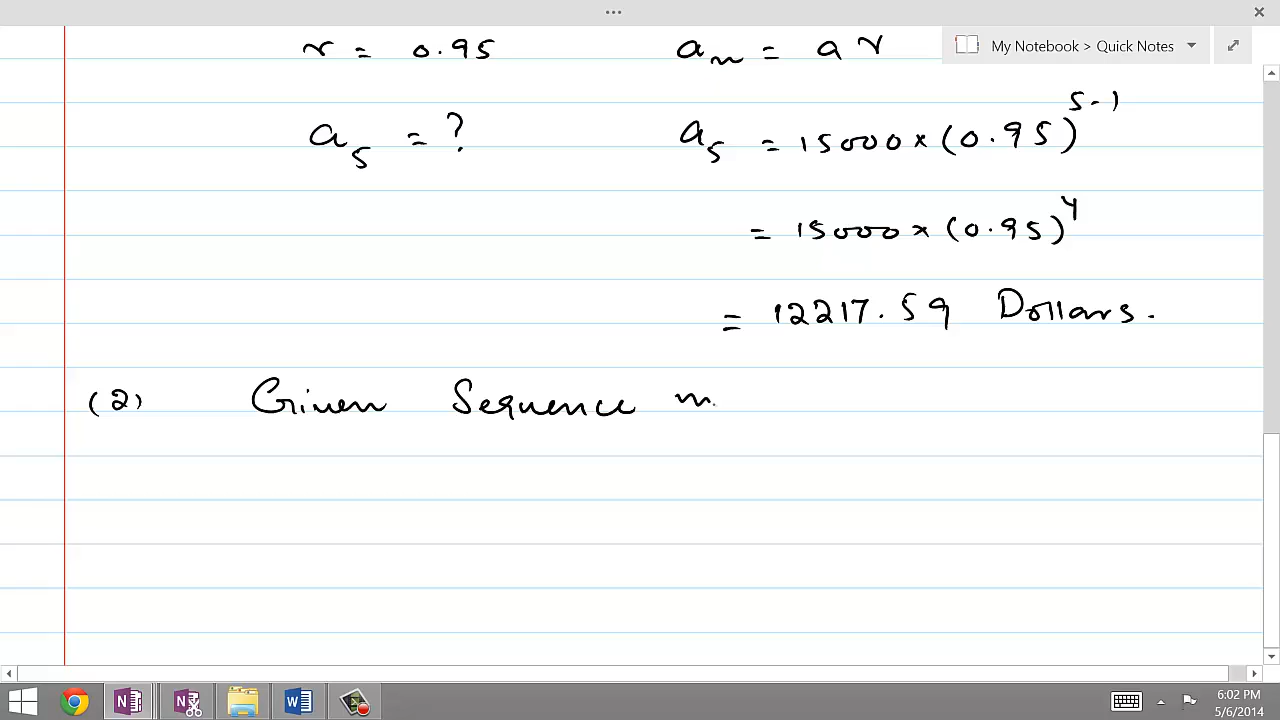 r = 0.95 aₙ = a r
My Notebook > Quick Notes
a₅ = ? a₅ = 15000 × (0.95)⁵⁻¹
= 15000 × (0.95)⁴
= 12217.59 Dollars.
(2) Given Sequence
6:02 PM
5/6/2014